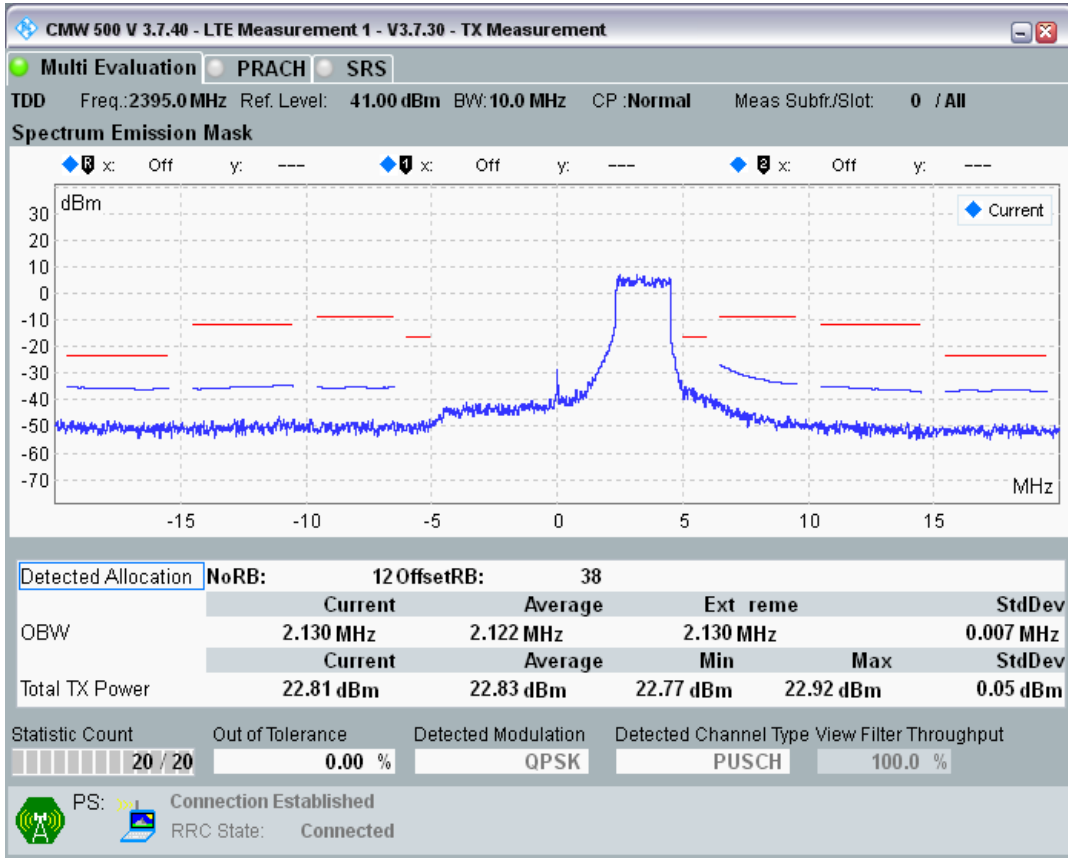 CMW 500 V 3.7.40 - LTE Measurement 1 - V3.7.30 - TX Measurement
Multi Evaluation PRACH SRS
TDD Freq.:2395.0 MHz Ref. Level: 41.00 dBm BW: 10.0 MHz CP :Normal Meas Subfr./Slot: 0 / All
Spectrum Emission Mask
R x: Off y: --- 1 x: Off y: --- 2 x: Off y: ---
dBm
Current
30
20
10
0
-10
-20
-30
-40
-50
-60
-70
MHz
-15 -10 -5 0 5 10 15
Detected Allocation NoRB: 12 OffsetRB: 38
Current Average Ext reme StdDev
OBW 2.130 MHz 2.122 MHz 2.130 MHz 0.007 MHz
Current Average Min Max StdDev
Total TX Power 22.81 dBm 22.83 dBm 22.77 dBm 22.92 dBm 0.05 dBm
Statistic Count Out of Tolerance Detected Modulation Detected Channel Type View Filter Throughput
20 / 20 0.00 % QPSK PUSCH 100.0 %
PS: Connection Established
RRC State: Connected